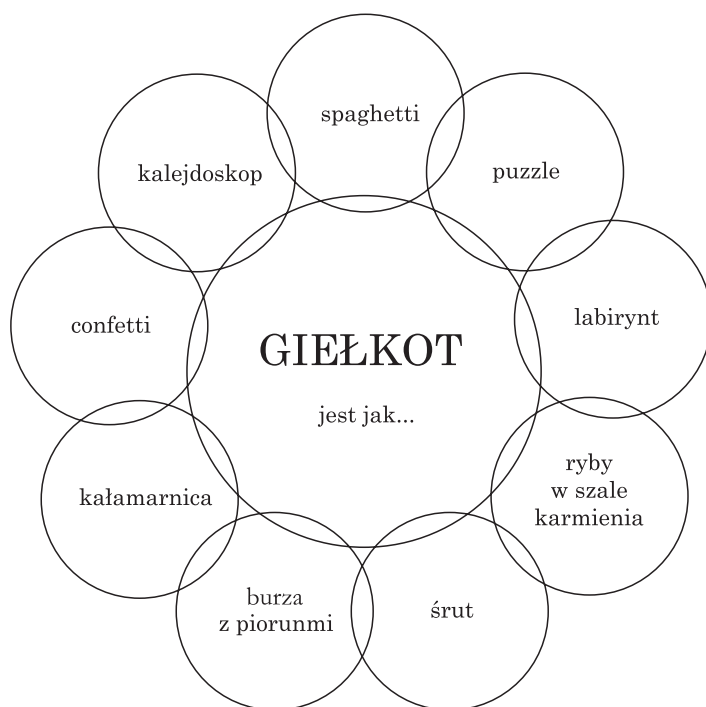 spaghetti
puzzle
labirynt
ryby
w szale
karmienia
śrut
burza
z piorunmi
kałamarnica
confetti
kalejdoskop
GIEŁKOT
jest jak...